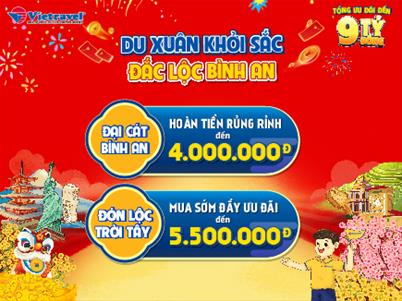 Vietravel
TỔNG ƯU ĐÃI ĐẾN
9 TỶ
DU XUÂN KHỞI SẮC
ĐẮC LỘC BÌNH AN
ĐẠI CÁT
BÌNH AN
HOÀN TIỀN RỦNG RỈNH
đến
4.000.000Đ
ĐÓN LỘC
TRỜI TÂY
MUA SỚM ĐẦY ƯU ĐÃI
đến
5.500.000Đ